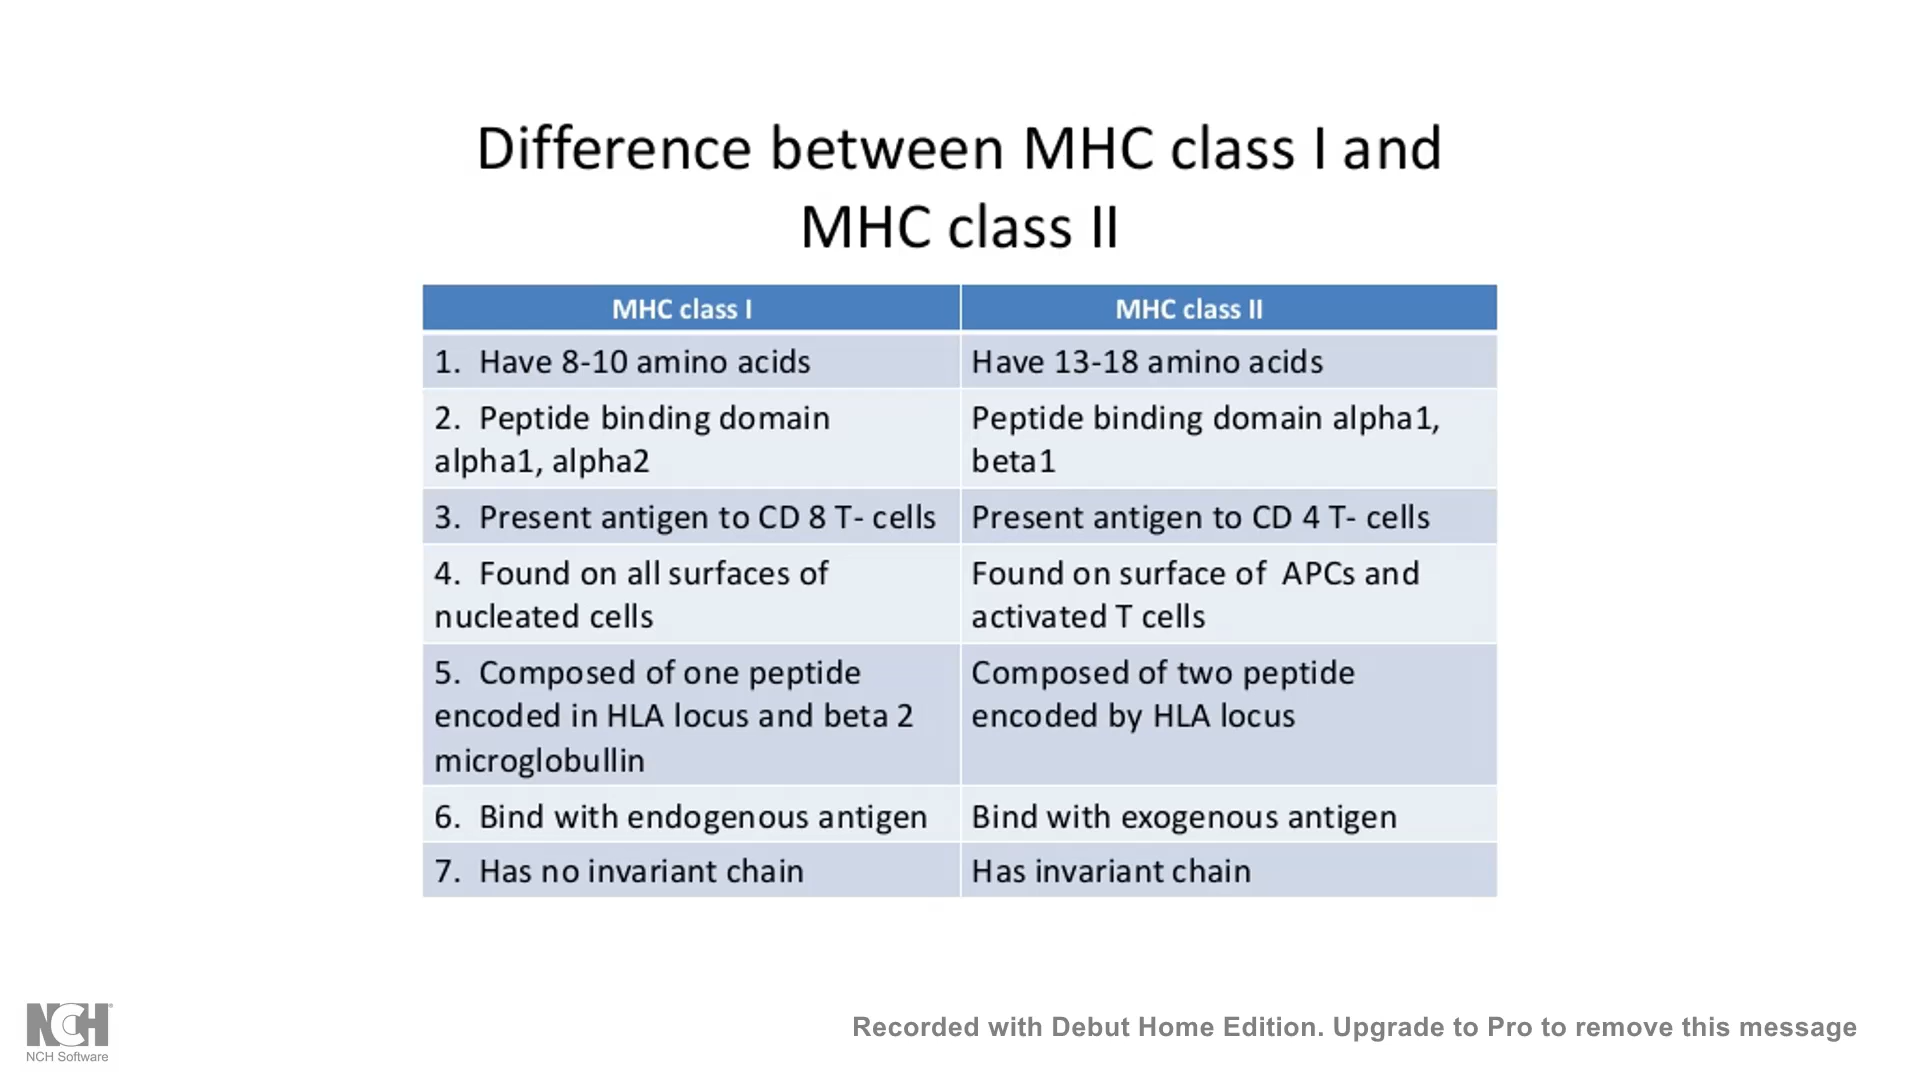 Difference between MHC class I and
MHC class II
MHC class I
MHC class II
1. Have 8-10 amino acids
Have 13-18 amino acids
2. Peptide binding domain
alpha1, alpha2
Peptide binding domain alpha1,
beta1
3. Present antigen to CD 8 T- cells
Present antigen to CD 4 T- cells
4. Found on all surfaces of
nucleated cells
Found on surface of APCs and
activated T cells
5. Composed of one peptide
encoded in HLA locus and beta 2
microglobullin
Composed of two peptide
encoded by HLA locus
6. Bind with endogenous antigen
Bind with exogenous antigen
7. Has no invariant chain
Has invariant chain
NCH
NCH Software
Recorded with Debut Home Edition. Upgrade to Pro to remove this message